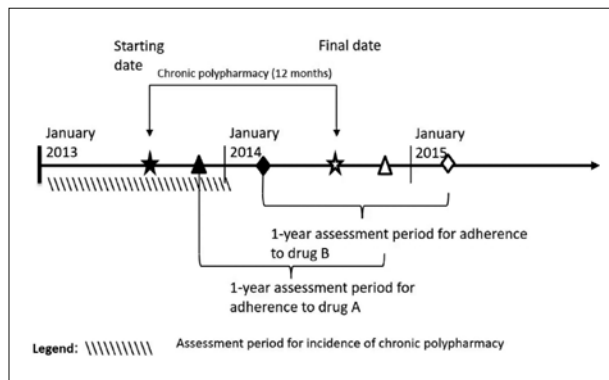 Starting
date
Final date
Chronic polypharmacy (12 months)
January
2013
January
2014
January
2015
1-year assessment period for adherence
to drug B
1-year assessment period for
adherence to drug A
Legend:
Assessment period for incidence of chronic polypharmacy